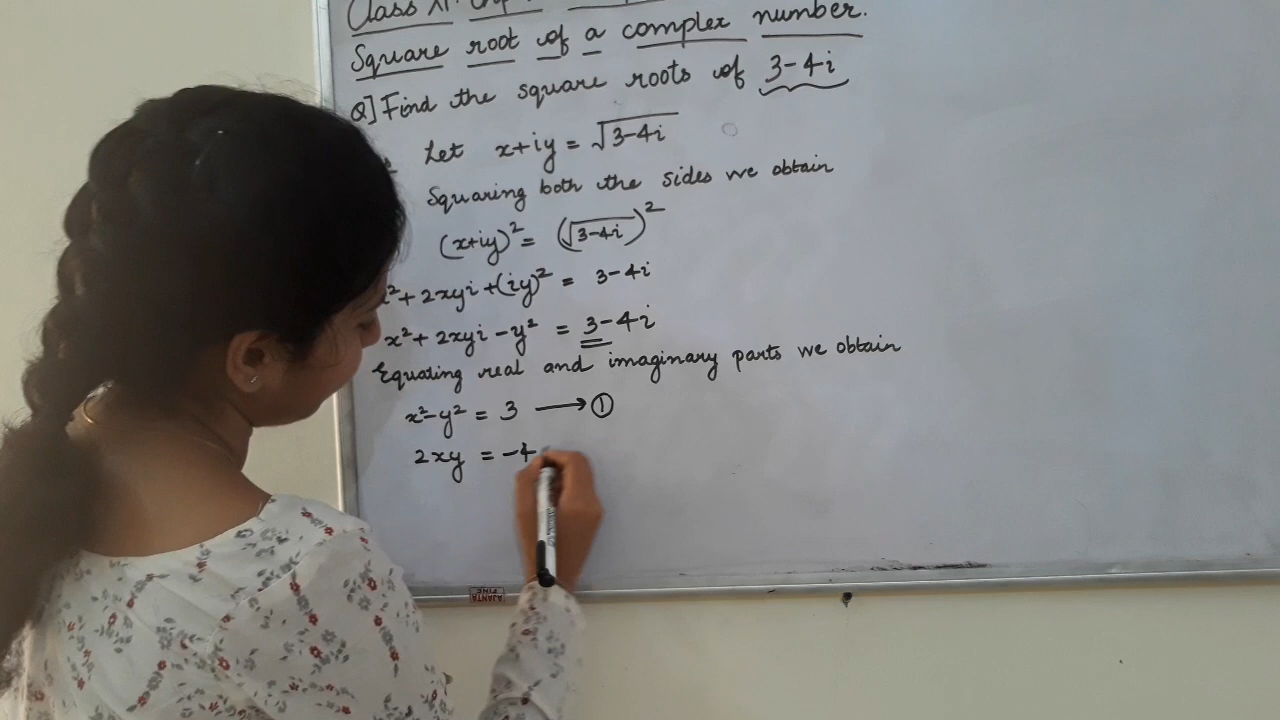 Class XI
Square root of a complex number.
Q] Find the square roots of 3-4i
Let x+iy = √3-4i
Squaring both the sides we obtain
(x+iy)² = (√3-4i)²
x²+ 2xyi +(iy)² = 3-4i
x²+ 2xyi - y² = 3-4i
Equating real and imaginary parts we obtain
x²-y² = 3 ⟶ ①
2xy = -4
AJANTA